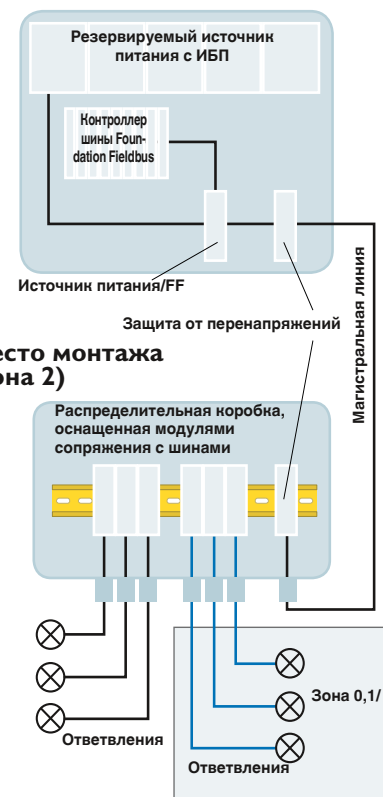 Резервируемый источник
питания с ИБП
Контроллер
шины Foun-
dation Fieldbus
Источник питания/FF
Защита от перенапряжений
Магистральная линия
есто монтажа
она 2)
Распределительная коробка,
оснащенная модулями
сопряжения с шинами
Зона 0,1/
Ответвления
Ответвления